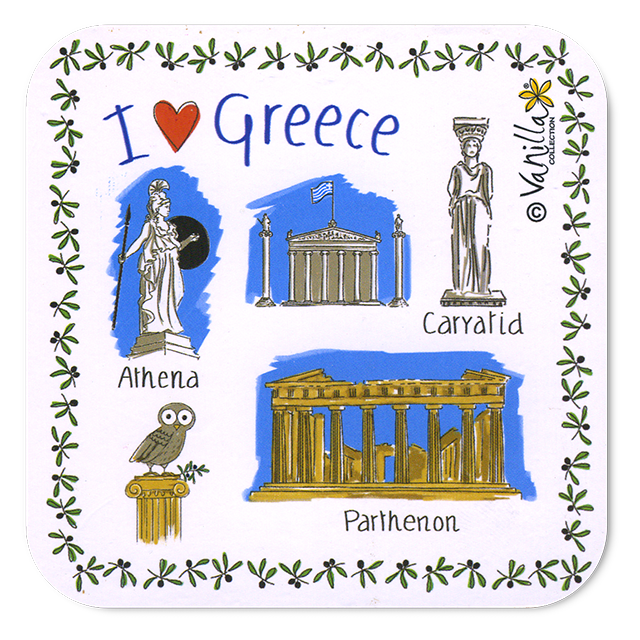 I ♥ Greece
© Vanilla
COLLECTION
Caryatid
Athena
Parthenon